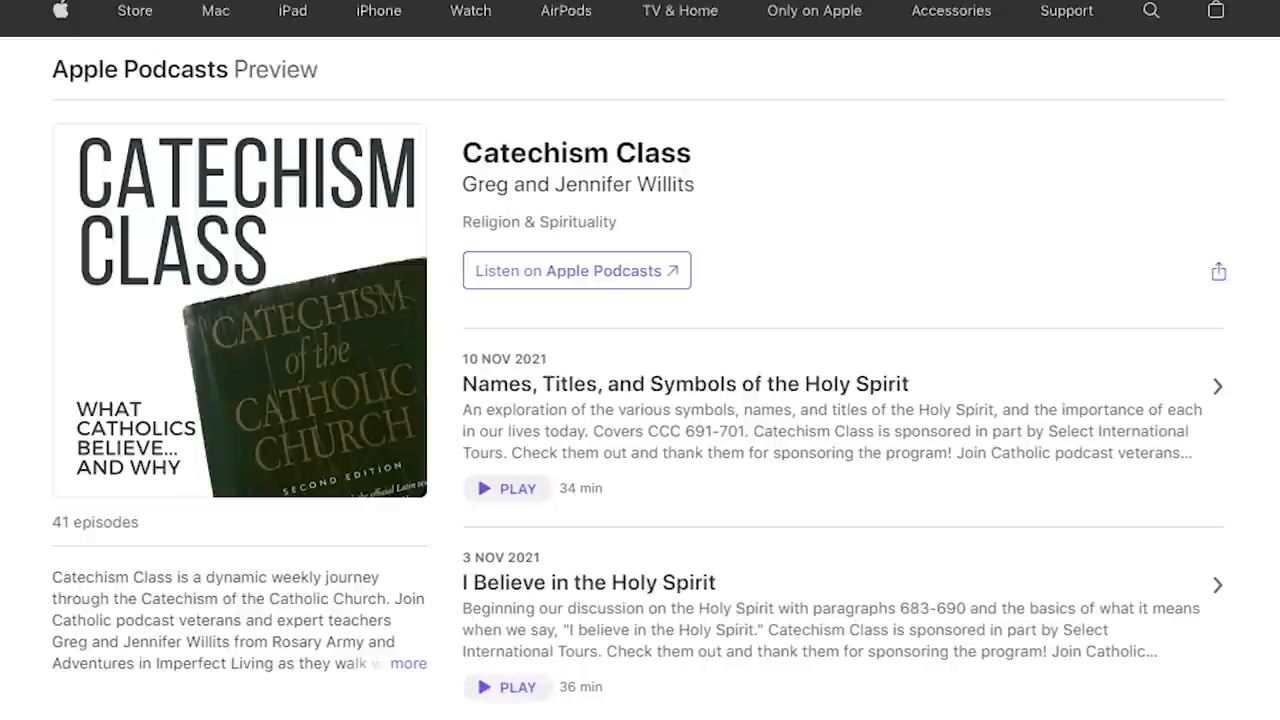 Store Mac iPad iPhone Watch AirPods TV & Home Only on Apple Accessories Support
Apple Podcasts Preview
CATECHISM
CLASS
CATECHISM
of the
CATHOLIC
CHURCH
SECOND EDITION
the official Latin
WHAT
CATHOLICS
BELIEVE...
AND WHY
41 episodes
Catechism Class is a dynamic weekly journey
through the Catechism of the Catholic Church. Join
Catholic podcast veterans and expert teachers
Greg and Jennifer Willits from Rosary Army and
Adventures in Imperfect Living as they walk more
Catechism Class
Greg and Jennifer Willits
Religion & Spirituality
Listen on Apple Podcasts
10 NOV 2021
Names, Titles, and Symbols of the Holy Spirit
An exploration of the various symbols, names, and titles of the Holy Spirit, and the importance of each
in our lives today. Covers CCC 691-701. Catechism Class is sponsored in part by Select International
Tours. Check them out and thank them for sponsoring the program! Join Catholic podcast veterans...
PLAY 34 min
3 NOV 2021
I Believe in the Holy Spirit
Beginning our discussion on the Holy Spirit with paragraphs 683-690 and the basics of what it means
when we say, "I believe in the Holy Spirit." Catechism Class is sponsored in part by Select
International Tours. Check them out and thank them for sponsoring the program! Join Catholic...
PLAY 36 min